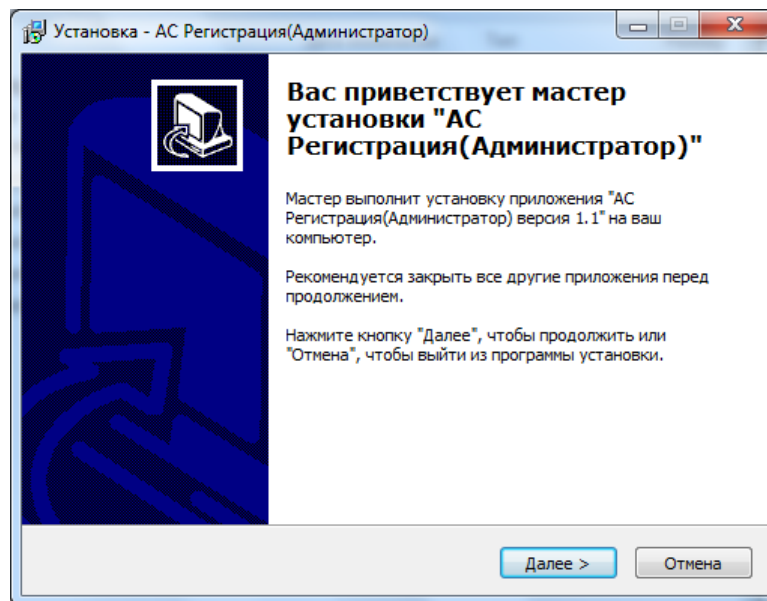 Установка - АС Регистрация(Администратор)
Вас приветствует мастер
установки "АС
Регистрация(Администратор)"
Мастер выполнит установку приложения "АС
Регистрация(Администратор) версия 1.1" на ваш
компьютер.
Рекомендуется закрыть все другие приложения перед
продолжением.
Нажмите кнопку "Далее", чтобы продолжить или
"Отмена", чтобы выйти из программы установки.
Далее >
Отмена